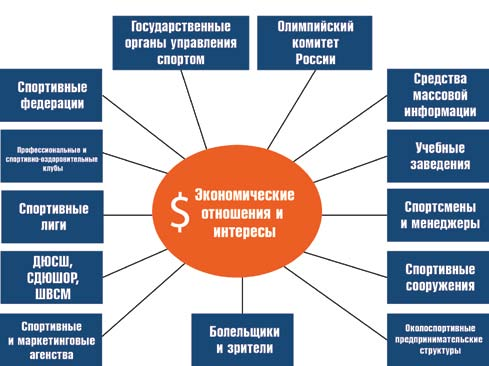 Государственные
органы управления
спортом
Олимпийский
комитет
России
Спортивные
федерации
Средства
массовой
информации
Профессиональные и
спортивно-оздоровительные
клубы
Учебные
заведения
$
Экономические
отношения и
интересы
Спортивные
лиги
Спортсмены
и менеджеры
ДЮСШ,
СДЮШОР,
ШВСМ
Спортивные
сооружения
Спортивные
и маркетинговые
агенства
Болельщики
и зрители
Околоспортивные
предпринимательские
структуры